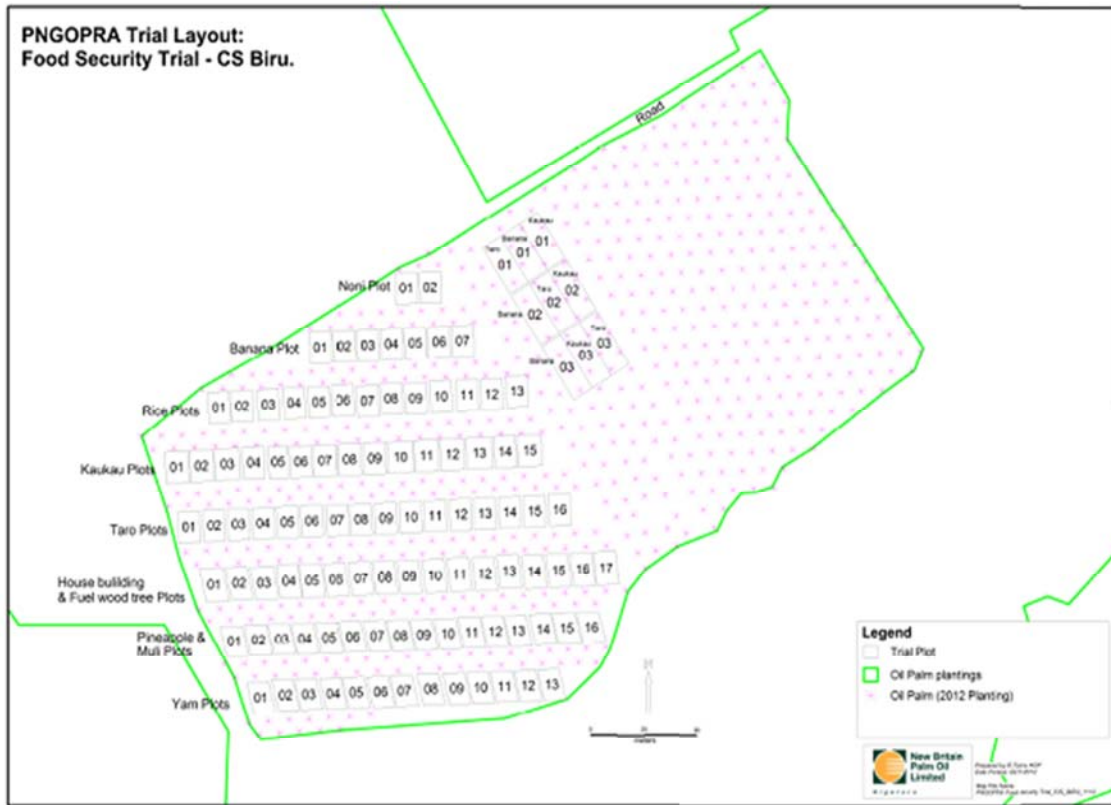 PNGOPRA Trial Layout:
Food Security Trial - CS Biru.
Road
Kaukau
Banana 01
Taro 01
01
Noni Plot 01 02
Kaukau
Taro 02
Banana 02
02
Banana Plot 01 02 03 04 05 06 07
Taro
Kaukau 03
Banana 03
03
Rice Plots 01 02 03 04 05 06 07 08 09 10 11 12 13
Kaukau Plots 01 02 03 04 05 06 07 08 09 10 11 12 13 14 15
Taro Plots 01 02 03 04 05 06 07 08 09 10 11 12 13 14 15 16
House buililding
& Fuel wood tree Plots 01 02 03 04 05 06 07 08 09 10 11 12 13 14 15 16 17
Pineapple &
Muli Plots 01 02 03 04 05 06 07 08 09 10 11 12 13 14 15 16
Yam Plots 01 02 03 04 05 06 07 08 09 10 11 12 13
meters
Legend
Trial Plot
Oil Palm plantings
Oil Palm (2012 Planting)
New Britain
Palm Oil
Limited
Higaturu